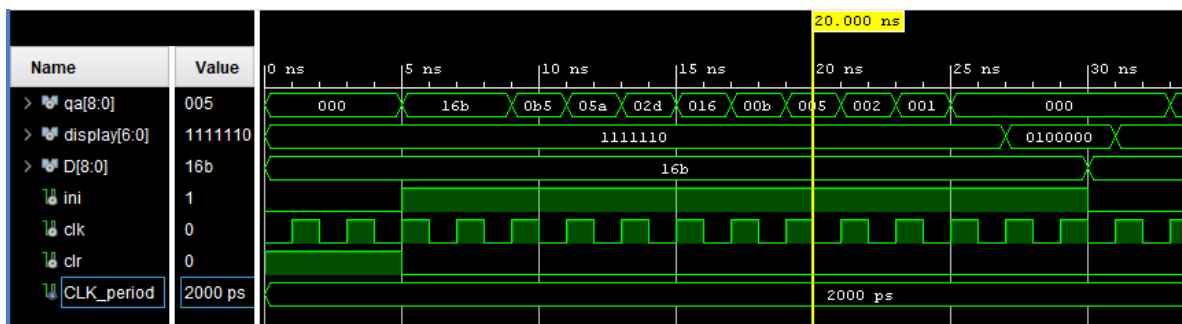 20.000 ns
Name Value 0 ns 5 ns 10 ns 15 ns 20 ns 25 ns 30 ns
qa[8:0] 005 000 16b 0b5 05a 02d 016 00b 005 002 001 000
display[6:0] 1111110 1111110 0100000
D[8:0] 16b 16b
ini 1
clk 0
clr 0
CLK_period 2000 ps 2000 ps